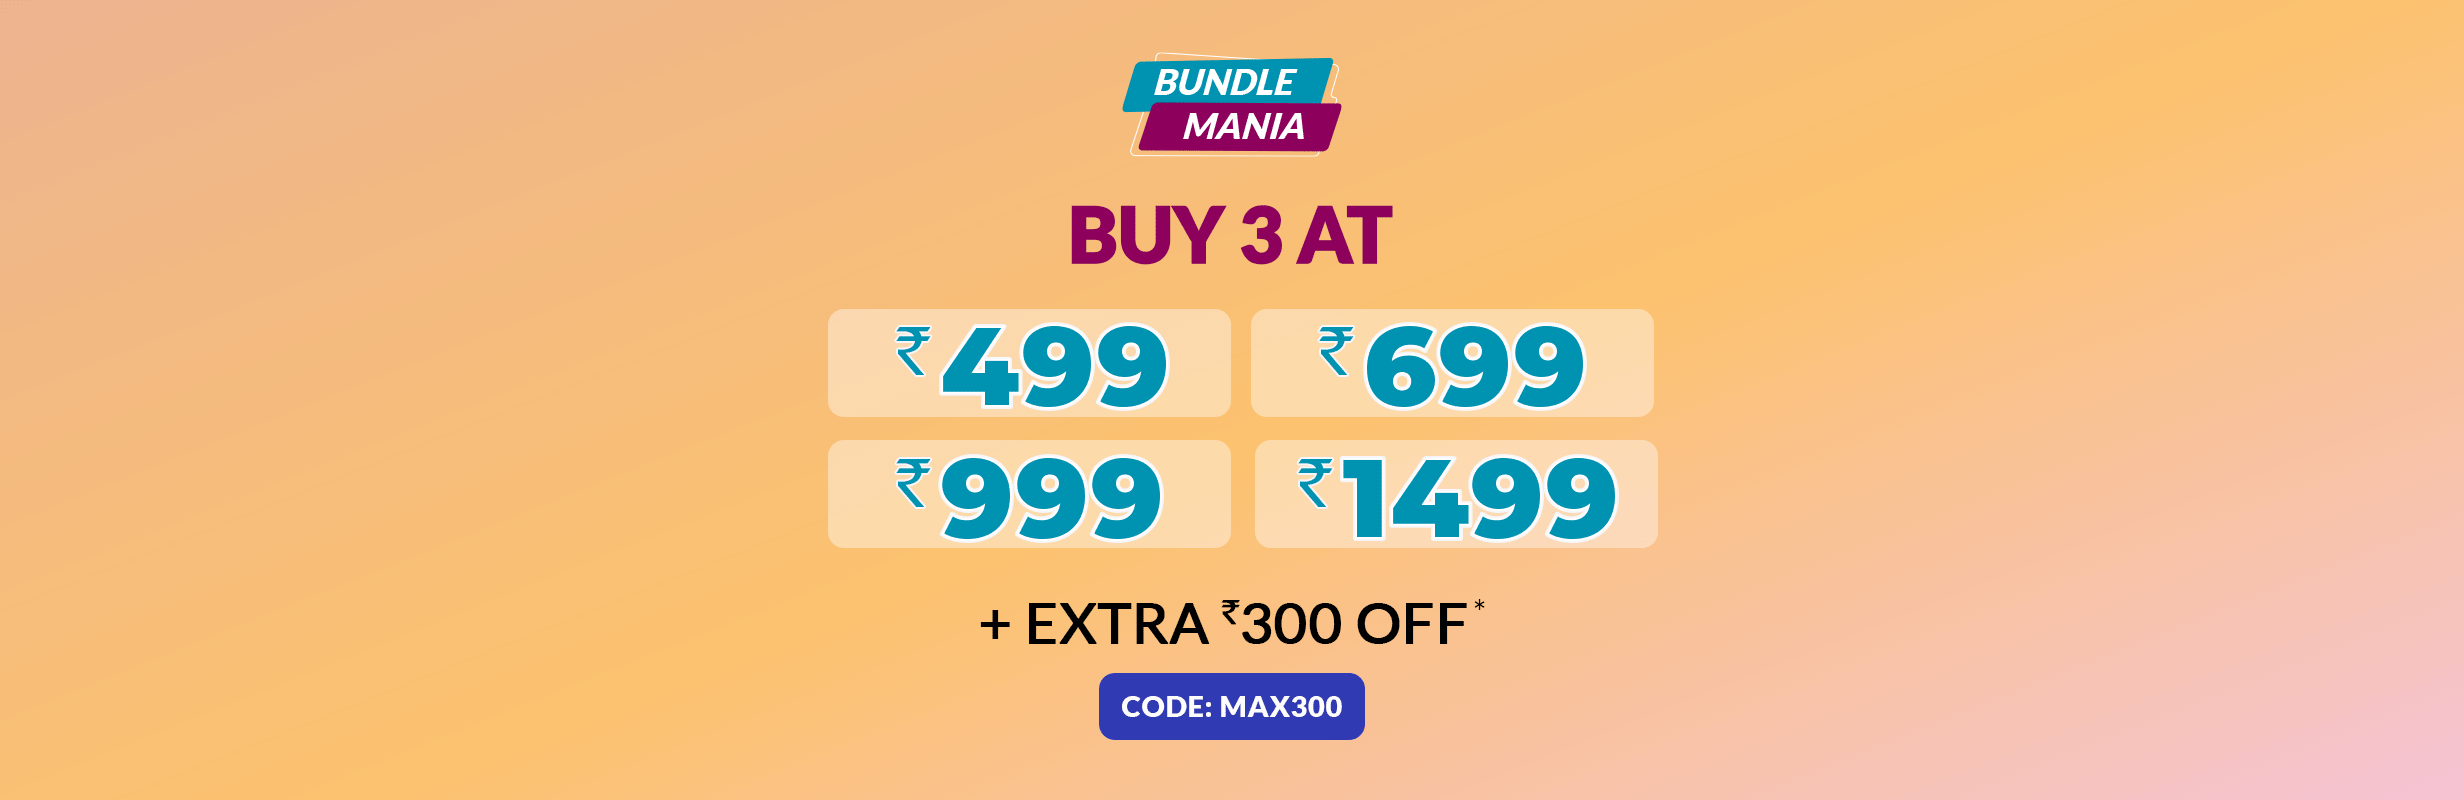 BUNDLE
MANIA
BUY 3 AT
₹499 ₹699
₹999 ₹1499
+ EXTRA ₹300 OFF*
CODE: MAX300